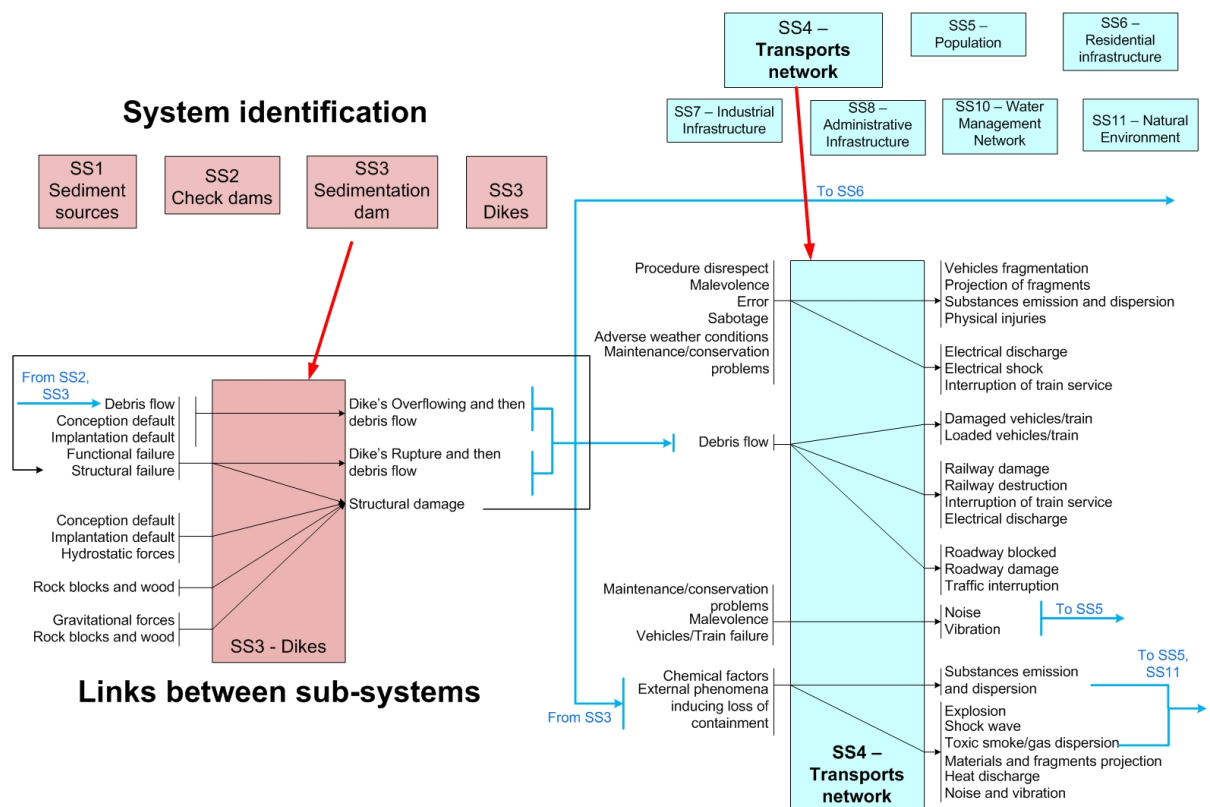 SS4 –
Transports
network
SS5 –
Population
SS6 –
Residential
infrastructure
SS7 – Industrial
Infrastructure
SS8 –
Administrative
Infrastructure
SS10 – Water
Management
Network
SS11 – Natural
Environment
System identification
SS1
Sediment
sources
SS2
Check dams
SS3
Sedimentation
dam
SS3
Dikes
To SS6
From SS2,
SS3
Debris flow
Conception default
Implantation default
Functional failure
Structural failure
Conception default
Implantation default
Hydrostatic forces
Rock blocks and wood
Gravitational forces
Rock blocks and wood
SS3 - Dikes
Dike's Overflowing and then
debris flow
Dike's Rupture and then
debris flow
Structural damage
Links between sub-systems
Procedure disrespect
Malevolence
Error
Sabotage
Adverse weather conditions
Maintenance/conservation
problems
Debris flow
Maintenance/conservation
problems
Malevolence
Vehicles/Train failure
From SS3
Chemical factors
External phenomena
inducing loss of
containment
SS4 –
Transports
network
Vehicles fragmentation
Projection of fragments
Substances emission and dispersion
Physical injuries
Electrical discharge
Electrical shock
Interruption of train service
Damaged vehicles/train
Loaded vehicles/train
Railway damage
Railway destruction
Interruption of train service
Electrical discharge
Roadway blocked
Roadway damage
Traffic interruption
Noise
Vibration
To SS5
Substances emission
and dispersion
To SS5,
SS11
Explosion
Shock wave
Toxic smoke/gas dispersion
Materials and fragments projection
Heat discharge
Noise and vibration